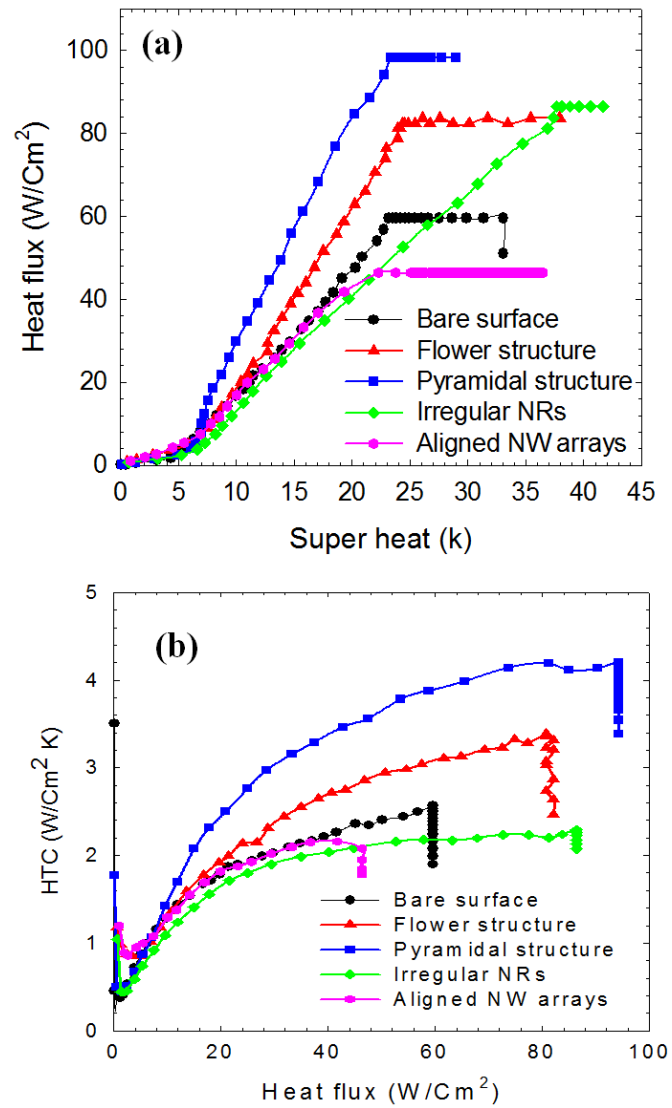 (a)
Heat flux (W/Cm²)
100
80
60
40
20
0
Bare surface
Flower structure
Pyramidal structure
Irregular NRs
Aligned NW arrays
0 5 10 15 20 25 30 35 40 45
Super heat (k)
(b)
HTC (W/Cm² K)
5
4
3
2
1
0
Bare surface
Flower structure
Pyramidal structure
Irregular NRs
Aligned NW arrays
0 20 40 60 80 100
Heat flux (W/Cm²)